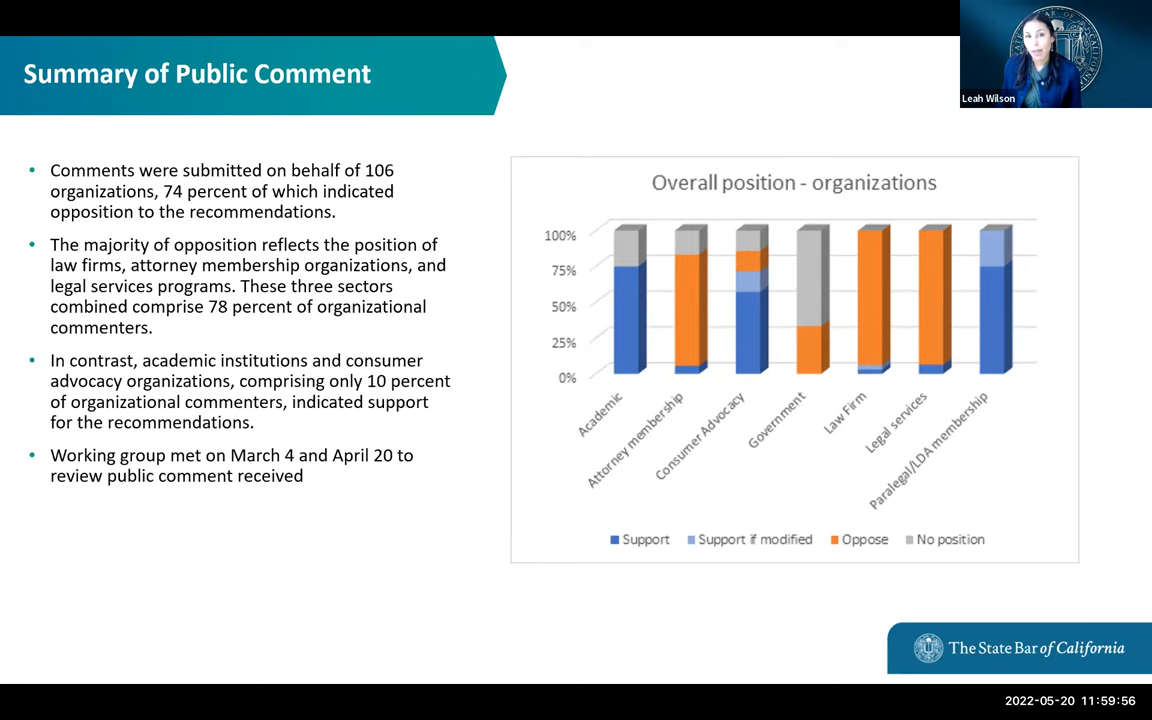 Summary of Public Comment
Leah Wilson
• Comments were submitted on behalf of 106
organizations, 74 percent of which indicated
opposition to the recommendations.
• The majority of opposition reflects the position of
law firms, attorney membership organizations, and
legal services programs. These three sectors
combined comprise 78 percent of organizational
commenters.
• In contrast, academic institutions and consumer
advocacy organizations, comprising only 10 percent
of organizational commenters, indicated support
for the recommendations.
• Working group met on March 4 and April 20 to
review public comment received
Overall position - organizations
100%
75%
50%
25%
0%
Academic
Attorney membership
Consumer Advocacy
Government
Law Firm
Legal services
Paralegal/LDA membership
Support
Support if modified
Oppose
No position
The State Bar of California
2022-05-20 11:59:56